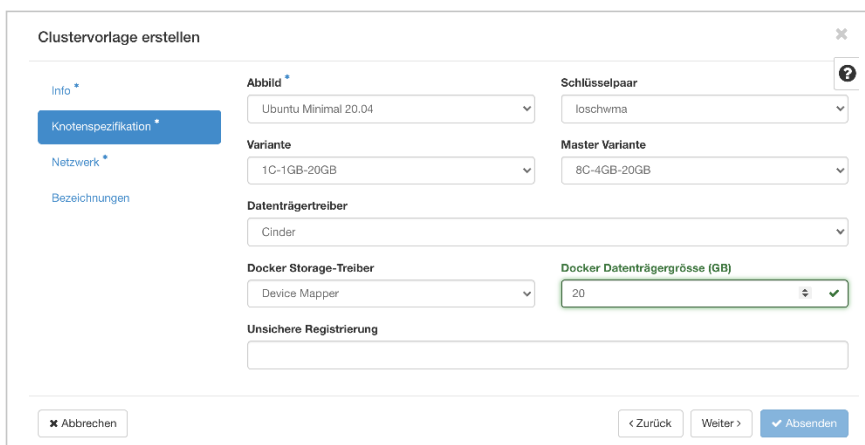 Clustervorlage erstellen
Info *
Knotenspezifikation *
Netzwerk *
Bezeichnungen
Abbild *
Ubuntu Minimal 20.04
Schlüsselpaar
loschwma
Variante
1C-1GB-20GB
Master Variante
8C-4GB-20GB
Datenträgertreiber
Cinder
Docker Storage-Treiber
Device Mapper
Docker Datenträgergrösse (GB)
20
Unsichere Registrierung
✖ Abbrechen
‹ Zurück
Weiter ›
✔ Absenden